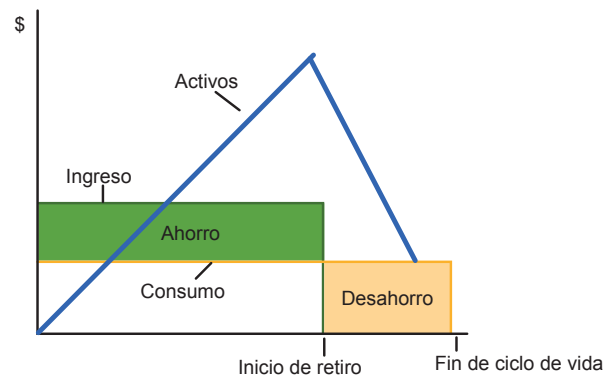 $
Activos
Ingreso
Ahorro
Consumo
Desahorro
Inicio de retiro
Fin de ciclo de vida